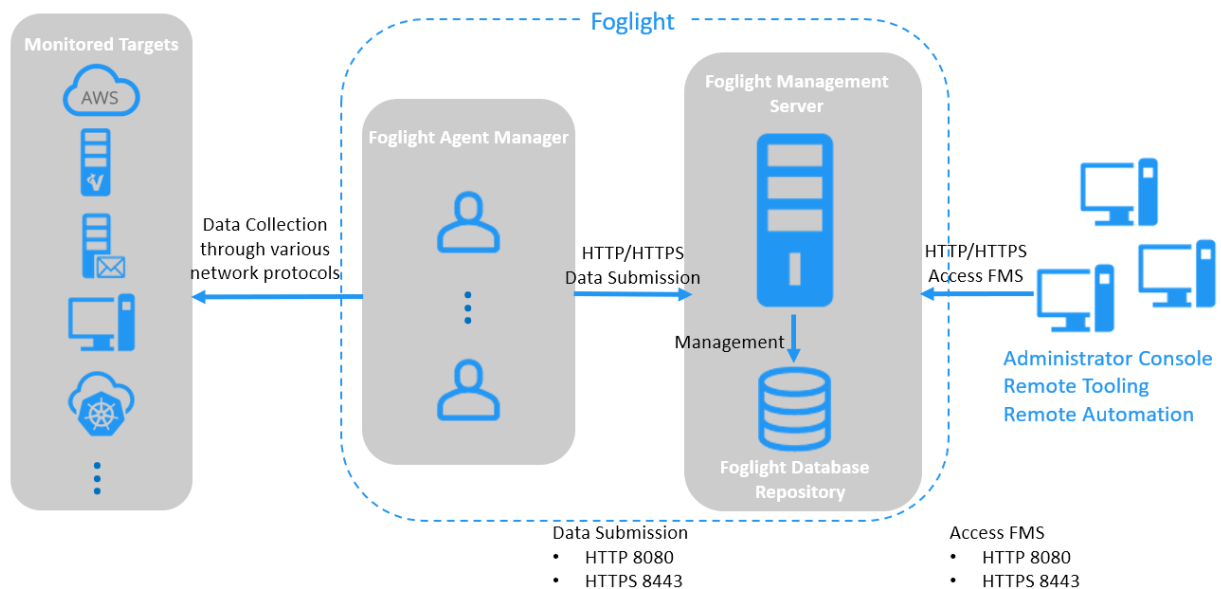 Foglight
Monitored Targets
AWS
Data Collection
through various
network protocols
Foglight Agent Manager
HTTP/HTTPS
Data Submission
Foglight Management
Server
Management
Foglight Database
Repository
HTTP/HTTPS
Access FMS
Administrator Console
Remote Tooling
Remote Automation
Data Submission
• HTTP 8080
• HTTPS 8443
Access FMS
• HTTP 8080
• HTTPS 8443